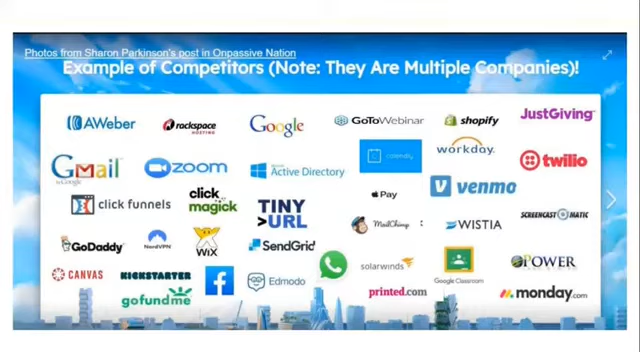 Photos from Sharon Parkinson's post in Onpassive Nation
Example of Competitors (Note: They Are Multiple Companies)!
AWeber
rackspace
HOSTING
Google
GoToWebinar
shopify
JustGiving
Gmail
by Google
zoom
Active Directory
calendly
workday.
twilio
click funnels
click
magick
TINY
>URL
Pay
venmo
GoDaddy
NordVPN
WiX
SendGrid
MailChimp
WISTIA
SCREENCAST MATIC
CANVAS
KICKSTARTER
gofundme
f
Edmodo
solarwinds
printed.com
Google Classroom
POWER
monday.com